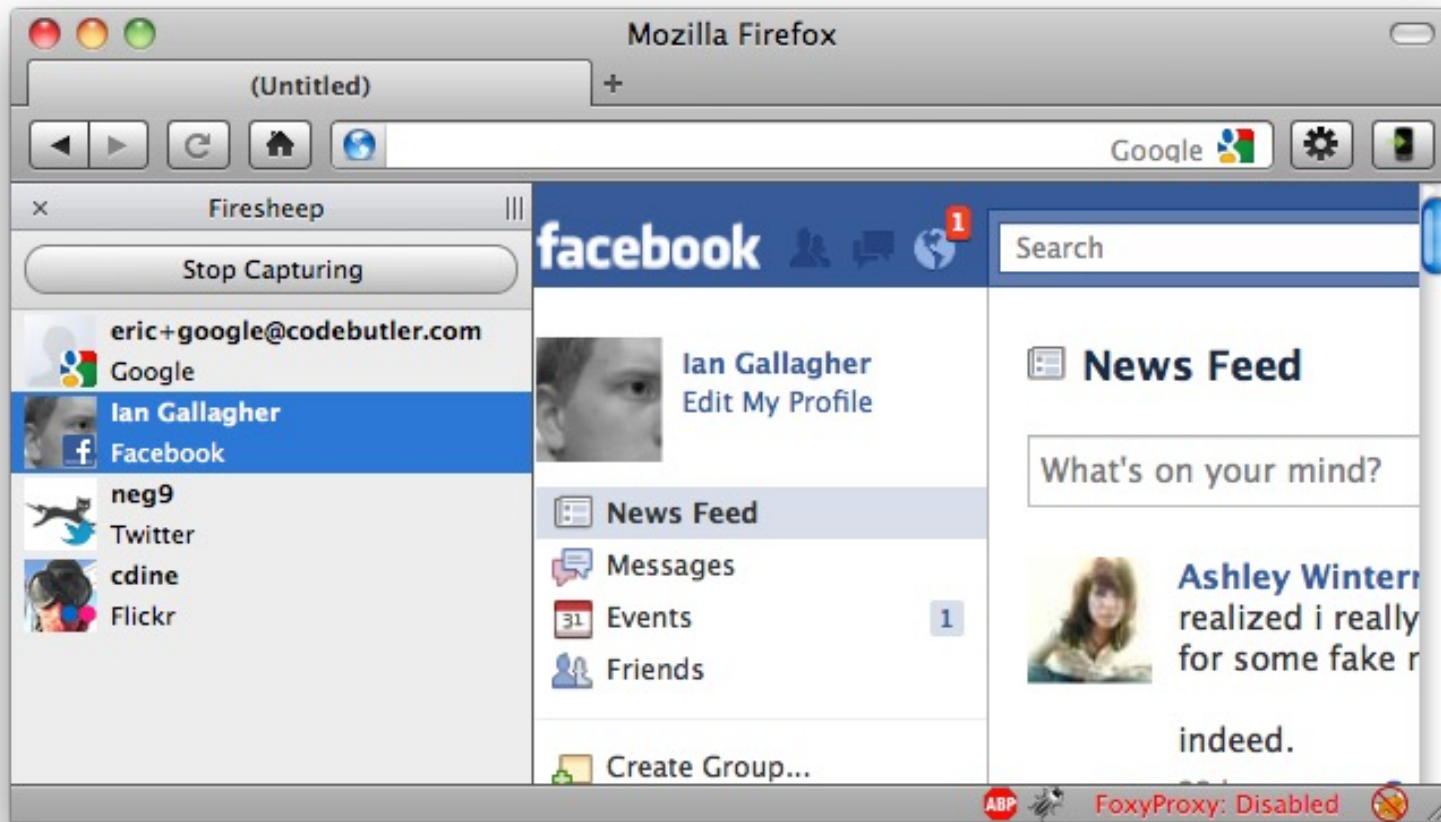 Mozilla Firefox
(Untitled)
+
Google
× Firesheep
Stop Capturing
eric+google@codebutler.com
Google
Ian Gallagher
Facebook
neg9
Twitter
cdine
Flickr
facebook
1
Search
Ian Gallagher
Edit My Profile
News Feed
Messages
31 Events 1
Friends
Create Group...
News Feed
What's on your mind?
Ashley
realized i really
for some fake
indeed.
ABP
FoxyProxy: Disabled